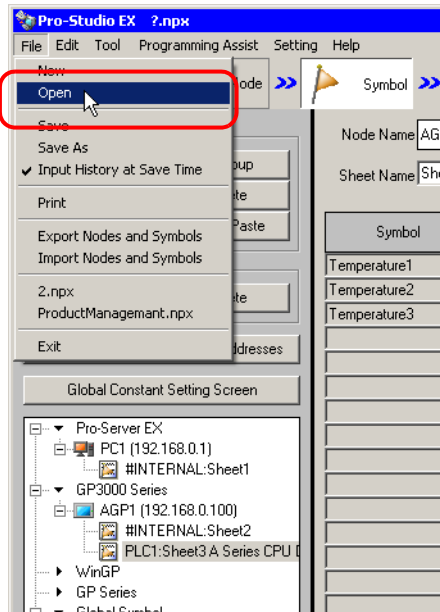 Pro-Studio EX ?.npx
File Edit Tool Programming Assist Setting Help
New
Open
Save
Save As
Input History at Save Time
Print
Export Nodes and Symbols
Import Nodes and Symbols
2.npx
ProductManagemant.npx
Exit
ode
Symbol
Node Name AG
Sheet Name She
oup
te
Paste
te
ddresses
Symbol
Temperature1
Temperature2
Temperature3
Global Constant Setting Screen
Pro-Server EX
PC1 (192.168.0.1)
#INTERNAL:Sheet1
GP3000 Series
AGP1 (192.168.0.100)
#INTERNAL:Sheet2
PLC1:Sheet3 A Series CPU D
WinGP
GP Series
Global Symbol